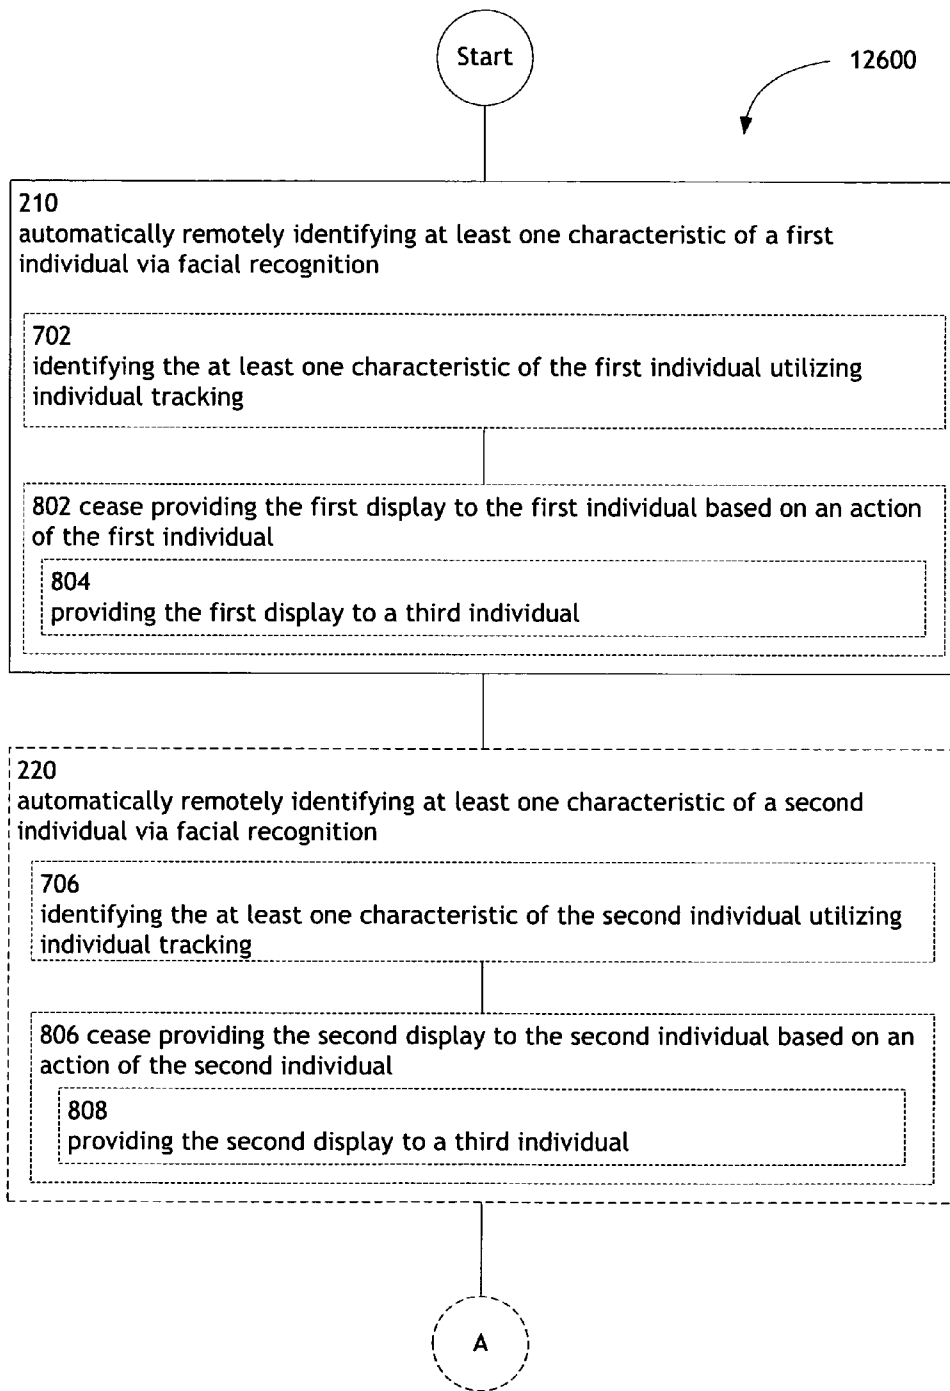 Start
12600
210
automatically remotely identifying at least one characteristic of a first
individual via facial recognition
702
identifying the at least one characteristic of the first individual utilizing
individual tracking
802 cease providing the first display to the first individual based on an action
of the first individual
804
providing the first display to a third individual
220
automatically remotely identifying at least one characteristic of a second
individual via facial recognition
706
identifying the at least one characteristic of the second individual utilizing
individual tracking
806 cease providing the second display to the second individual based on an
action of the second individual
808
providing the second display to a third individual
A